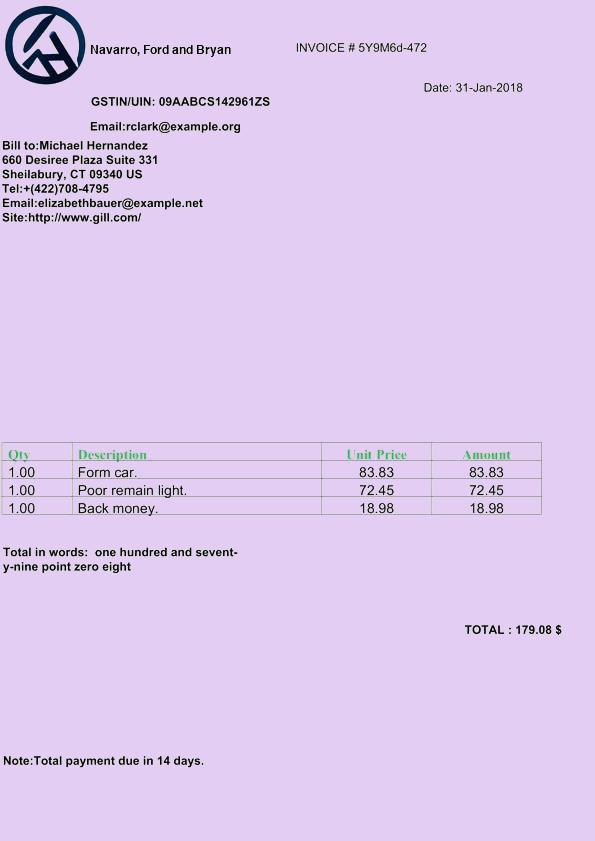 Navarro, Ford and Bryan
INVOICE # 5Y9M6d-472
Date: 31-Jan-2018
GSTIN/UIN: 09AABCS142961ZS
Email:rclark@example.org
Bill to:Michael Hernandez
660 Desiree Plaza Suite 331
Sheilabury, CT 09340 US
Tel:+(422)708-4795
Email:elizabethbauer@example.net
Site:http://www.gill.com/
Qty Description Unit Price Amount
1.00 Form car. 83.83 83.83
1.00 Poor remain light. 72.45 72.45
1.00 Back money. 18.98 18.98
Total in words:  one hundred and sevent-
y-nine point zero eight
TOTAL : 179.08 $
Note:Total payment due in 14 days.